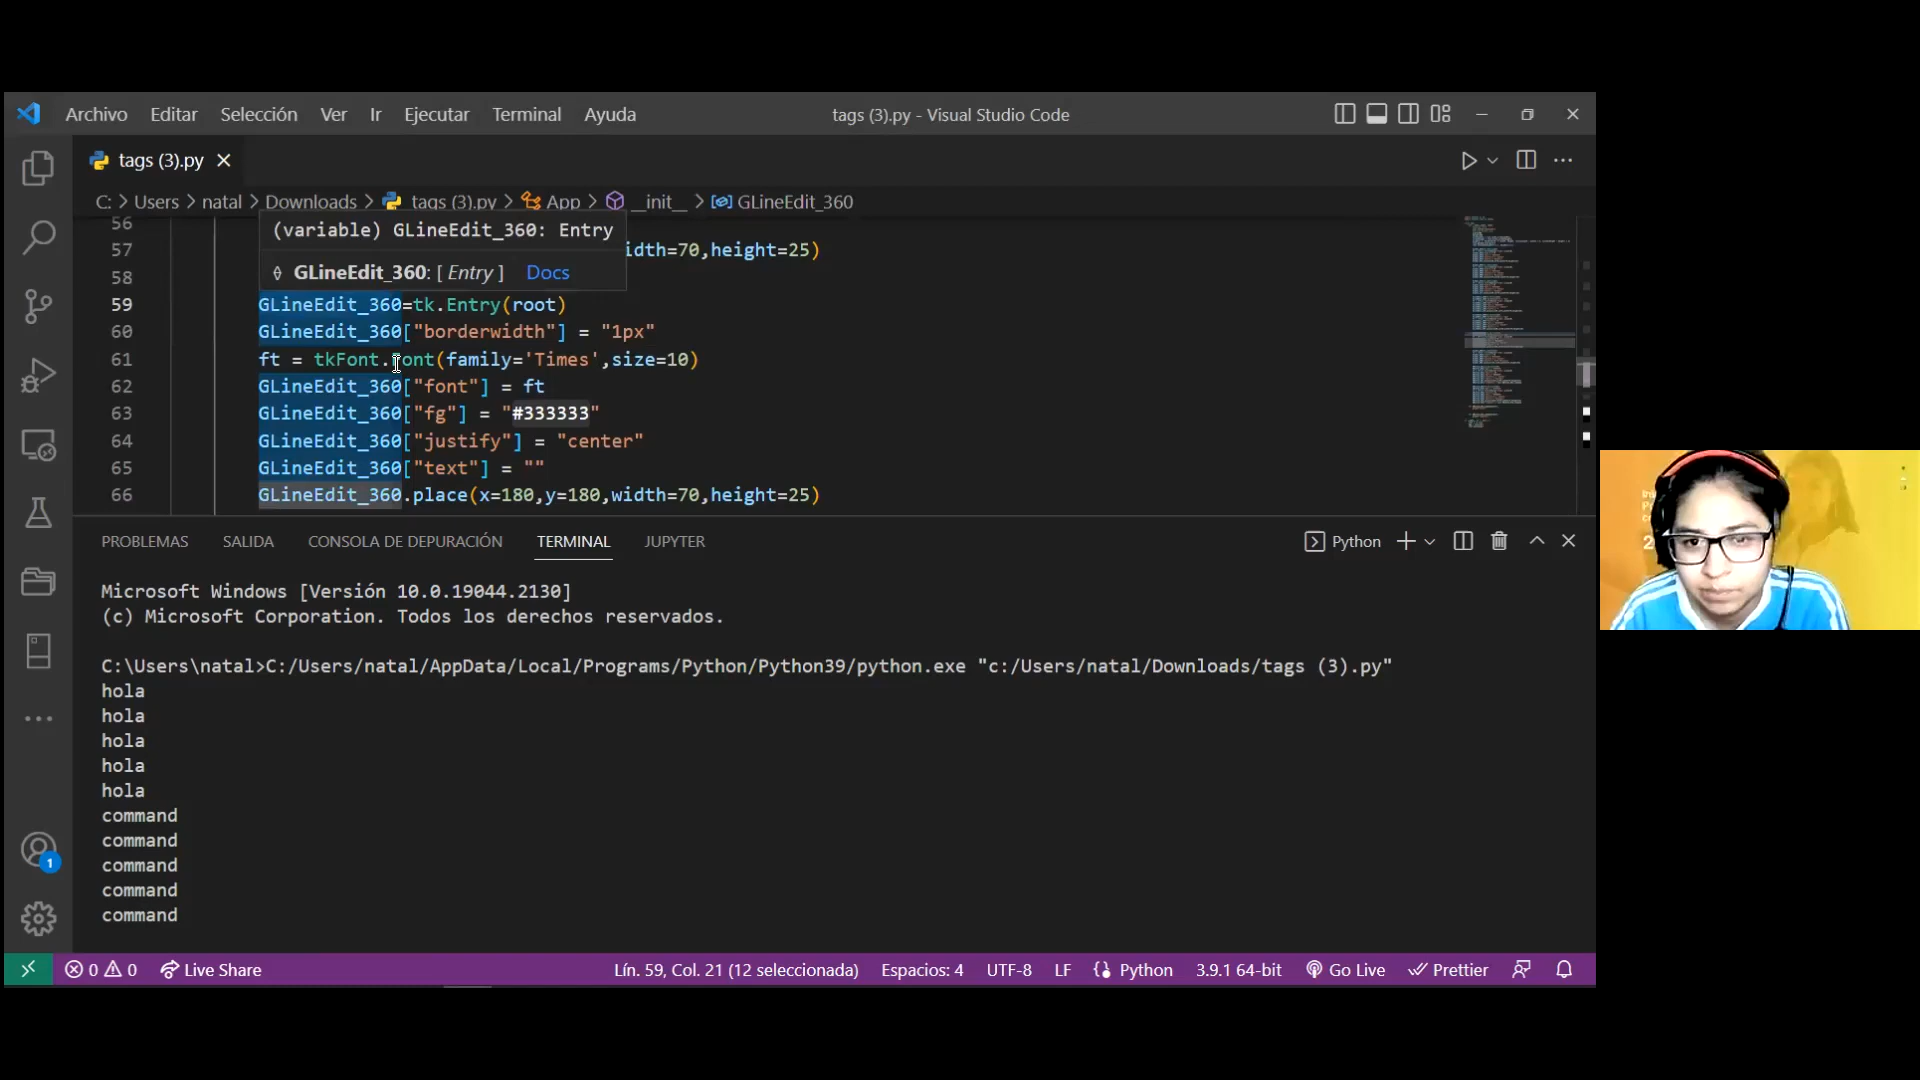 Archivo Editar Selección Ver Ir Ejecutar Terminal Ayuda
tags (3).py - Visual Studio Code
tags (3).py
C: > Users > natal > Downloads > tags (3).py > App > __init__ > GLineEdit_360
56
(variable) GLineEdit_360: Entry
GLineEdit_360: [ Entry ] Docs
57 idth=70,height=25)
58
59 GLineEdit_360=tk.Entry(root)
60 GLineEdit_360["borderwidth"] = "1px"
61 ft = tkFont.Font(family='Times',size=10)
62 GLineEdit_360["font"] = ft
63 GLineEdit_360["fg"] = "#333333"
64 GLineEdit_360["justify"] = "center"
65 GLineEdit_360["text"] = ""
66 GLineEdit_360.place(x=180,y=180,width=70,height=25)
PROBLEMAS SALIDA CONSOLA DE DEPURACIÓN TERMINAL JUPYTER
Python
Microsoft Windows [Versión 10.0.19044.2130]
(c) Microsoft Corporation. Todos los derechos reservados.
C:\Users\natal>C:/Users/natal/AppData/Local/Programs/Python/Python39/python.exe "c:/Users/natal/Downloads/tags (3).py"
hola
hola
hola
hola
hola
command
command
command
command
command
1
0 0 Live Share
Lín. 59, Col. 21 (12 seleccionada) Espacios: 4 UTF-8 LF Python 3.9.1 64-bit Go Live Prettier